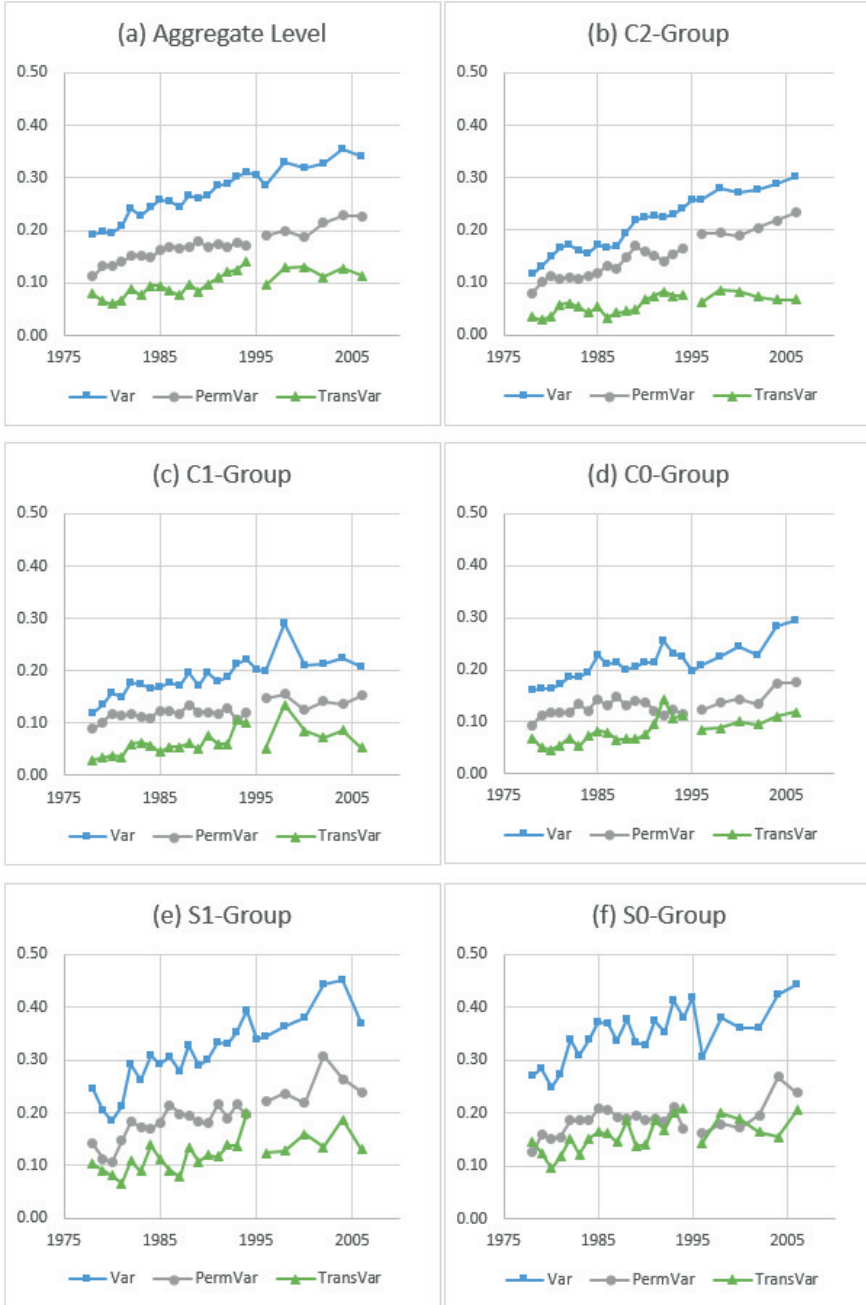 (a) Aggregate Level
0.50
0.40
0.30
0.20
0.10
0.00
1975 1985 1995 2005
Var PermVar TransVar
(b) C2-Group
0.50
0.40
0.30
0.20
0.10
0.00
1975 1985 1995 2005
Var PermVar TransVar
(c) C1-Group
0.50
0.40
0.30
0.20
0.10
0.00
1975 1985 1995 2005
Var PermVar TransVar
(d) C0-Group
0.50
0.40
0.30
0.20
0.10
0.00
1975 1985 1995 2005
Var PermVar TransVar
(e) S1-Group
0.50
0.40
0.30
0.20
0.10
0.00
1975 1985 1995 2005
Var PermVar TransVar
(f) S0-Group
0.50
0.40
0.30
0.20
0.10
0.00
1975 1985 1995 2005
Var PermVar TransVar